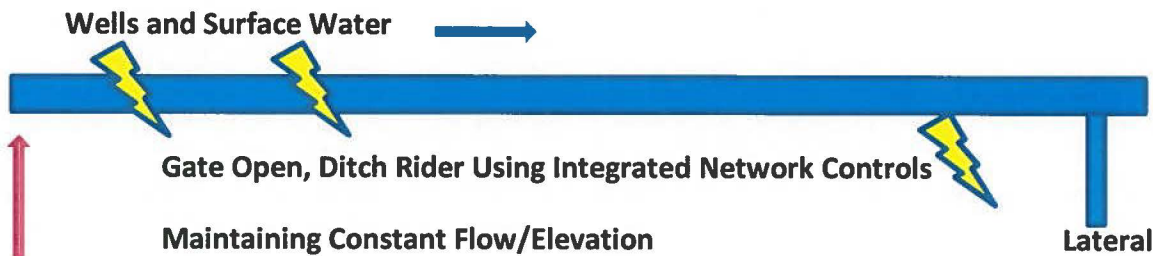 Wells and Surface Water
Gate Open, Ditch Rider Using Integrated Network Controls
Maintaining Constant Flow/Elevation
Lateral